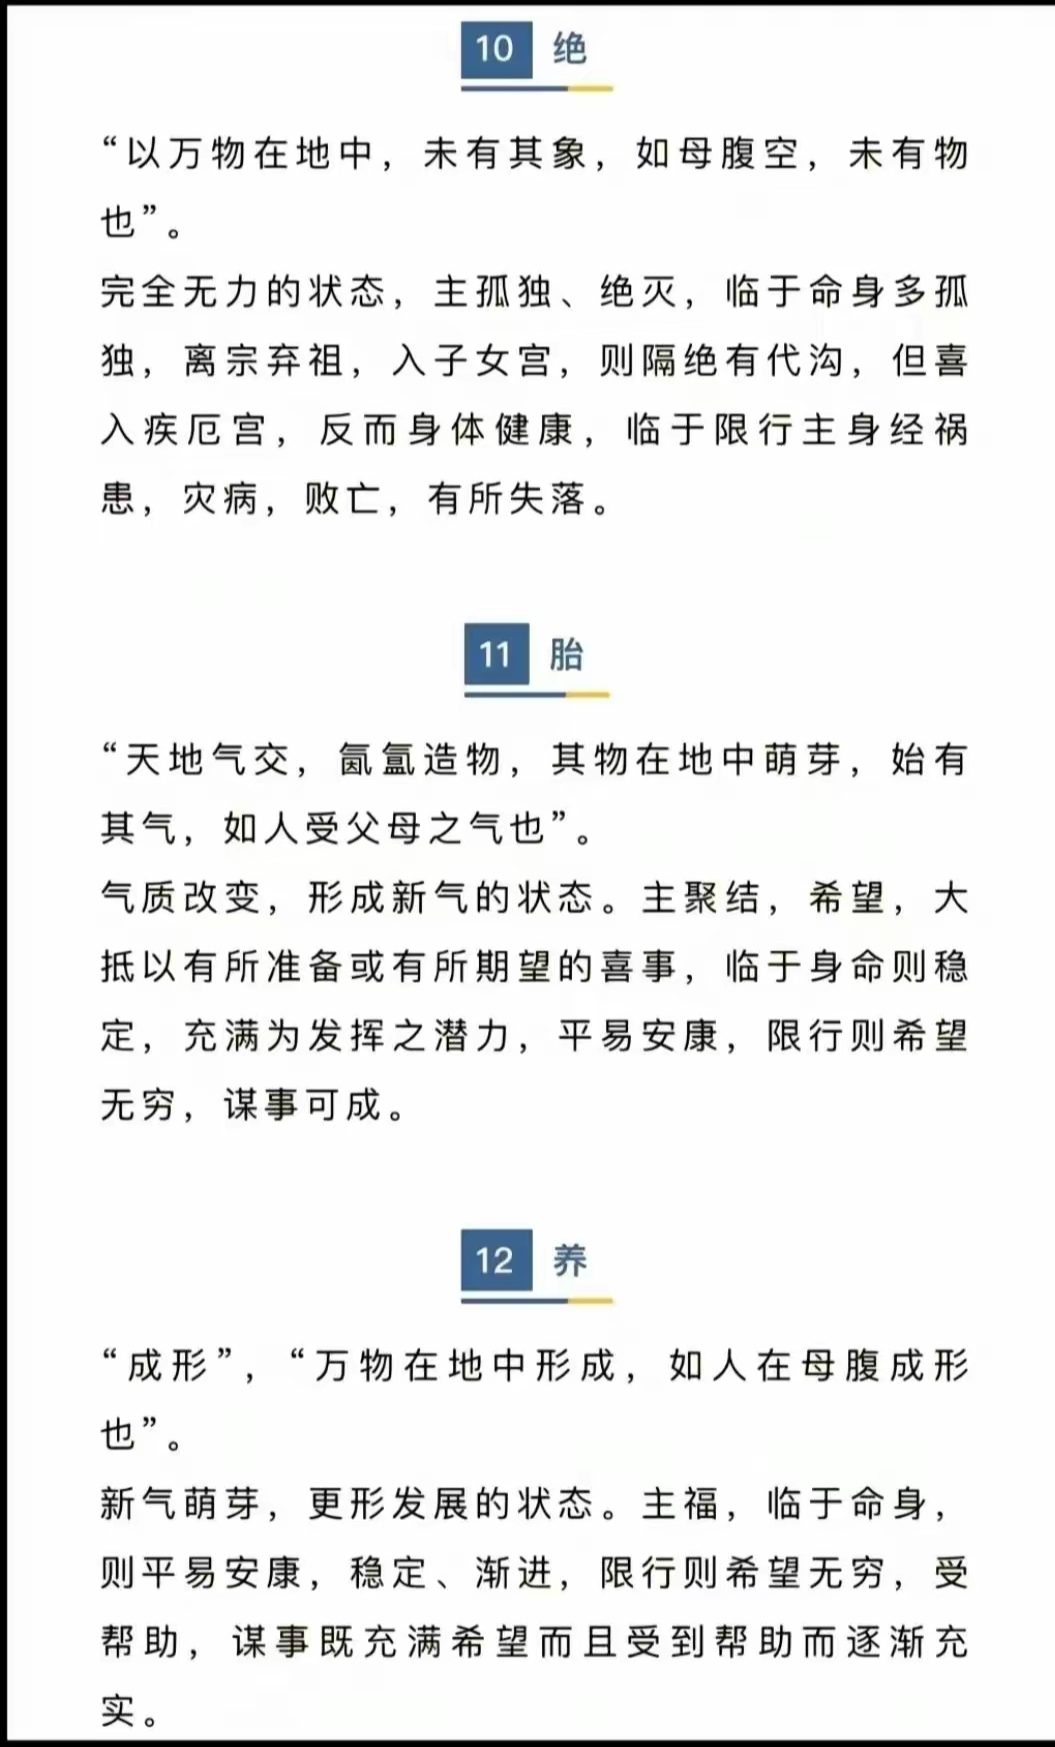 10 绝
“以万物在地中，未有其象，如母腹空，未有物
也”。
完全无力的状态，主孤独、绝灭，临于命身多孤
独，离宗弃祖，入子女宫，则隔绝有代沟，但喜
入疾厄宫，反而身体健康，临于限行主身经祸
患，灾病，败亡，有所失落。
11 胎
“天地气交，氤氲造物，其物在地中萌芽，始有
其气，如人受父母之气也”。
气质改变，形成新气的状态。主聚结，希望，大
抵以有所准备或有所期望的喜事，临于身命则稳
定，充满为发挥之潜力，平易安康，限行则希望
无穷，谋事可成。
12 养
“成形”，“万物在地中形成，如人在母腹成形
也”。
新气萌芽，更形发展的状态。主福，临于命身，
则平易安康，稳定、渐进，限行则希望无穷，受
帮助，谋事既充满希望而且受到帮助而逐渐充
实。